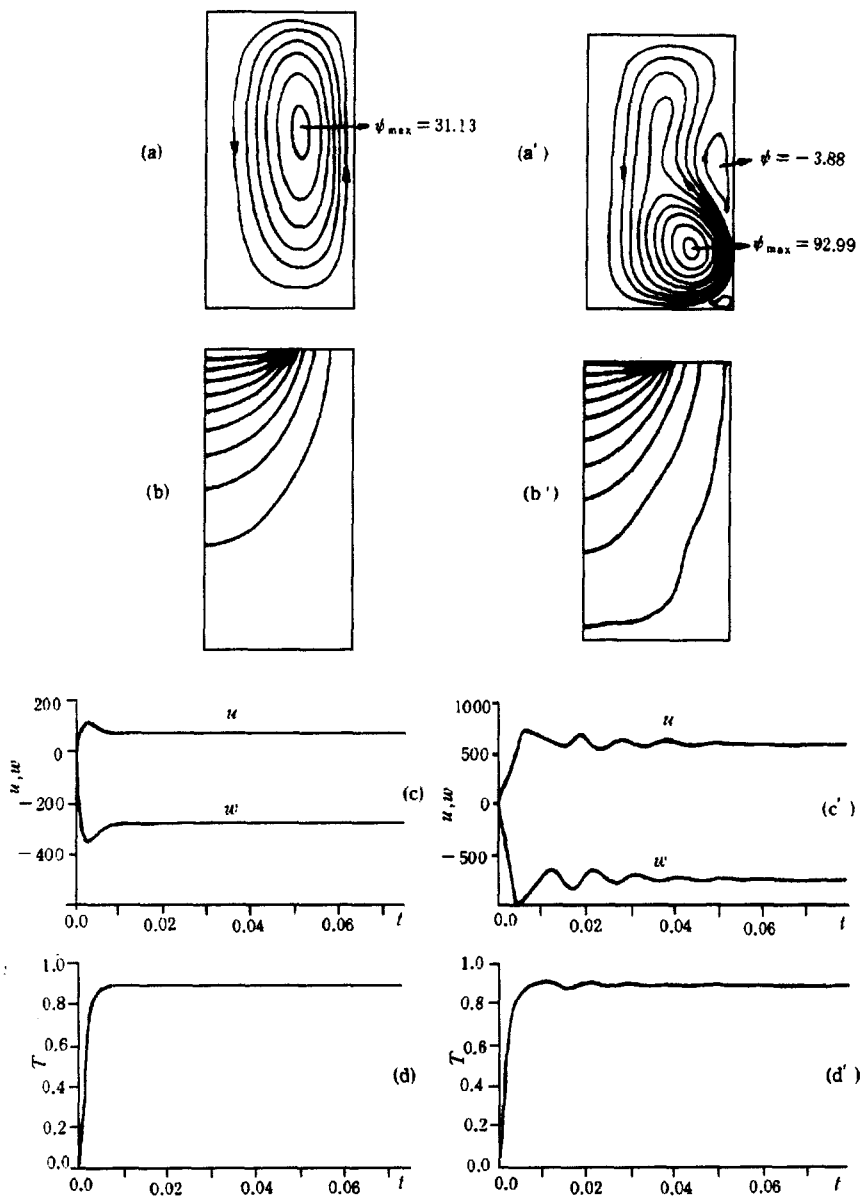 (a)
ψmax = 31.13
(a')
ψ = − 3.88
ψmax = 92.99
(b)
(b')
200
0
−200
−400
u,w
u
w
(c)
0.0
0.02
0.04
0.06
t
1000
500
0
−500
u,w
u
w
(c')
0.0
0.02
0.04
0.06
t
1.0
0.8
0.6
0.4
0.2
0.0
T
(d)
0.0
0.02
0.04
0.06
t
1.0
0.8
0.6
0.4
0.2
0.0
T
(d')
0.0
0.02
0.04
0.06
t